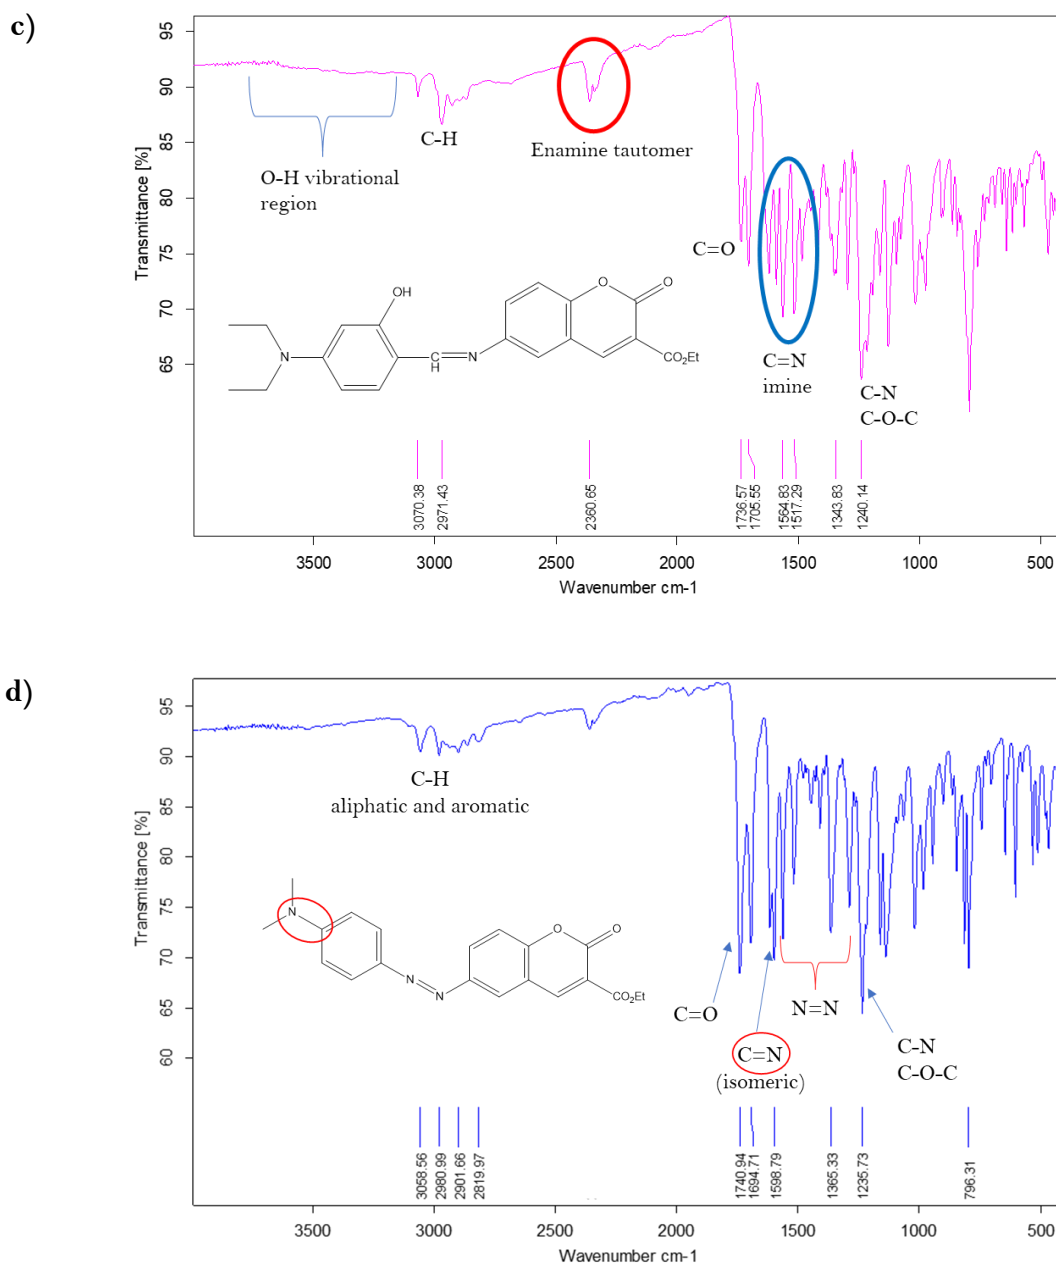 c)
95
90
85
80
75
70
65
Transmittance [%]
C-H
O-H vibrational
region
Enamine tautomer
C=O
C=N
imine
C-N
C-O-C
OH
N
H
N
O
O
CO₂Et
3070.38
2971.43
2360.65
1736.57
1705.55
1564.83
1517.29
1343.83
1240.14
3500
3000
2500
2000
1500
1000
500
Wavenumber cm-1
d)
95
90
85
80
75
70
65
60
Transmittance [%]
C-H
aliphatic and aromatic
C=O
C=N
(isomeric)
N=N
C-N
C-O-C
N
N
N
O
O
CO₂Et
3058.56
2980.99
2901.66
2819.97
1740.94
1694.71
1598.79
1365.33
1235.73
796.31
3500
3000
2500
2000
1500
1000
500
Wavenumber cm-1